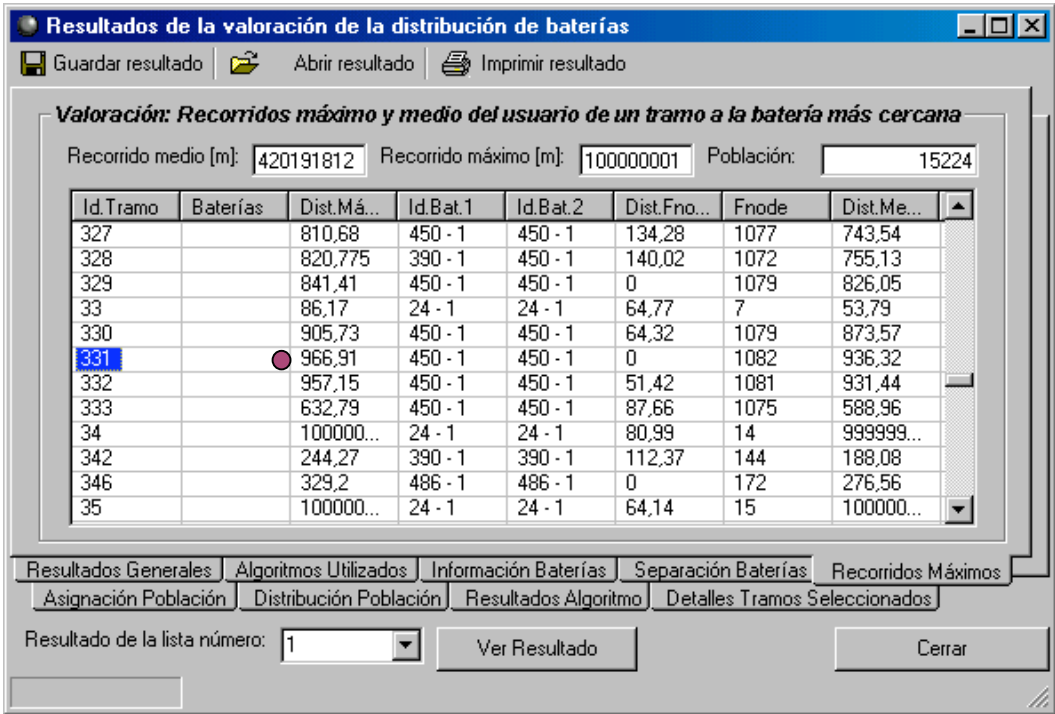 Resultados de la valoración de la distribución de baterías
Guardar resultado Abrir resultado Imprimir resultado
Valoración: Recorridos máximo y medio del usuario de un tramo a la batería más cercana
Recorrido medio [m]: 420191812 Recorrido máximo [m]: 100000001 Población: 15224
Id.Tramo Baterías Dist.Má... Id.Bat.1 Id.Bat.2 Dist.Fno... Fnode Dist.Me...
327 810,68 450 - 1 450 - 1 134,28 1077 743,54
328 820,775 390 - 1 450 - 1 140,02 1072 755,13
329 841,41 450 - 1 450 - 1 0 1079 826,05
33 86,17 24 - 1 24 - 1 64,77 7 53,79
330 905,73 450 - 1 450 - 1 64,32 1079 873,57
331 966,91 450 - 1 450 - 1 0 1082 936,32
332 957,15 450 - 1 450 - 1 51,42 1081 931,44
333 632,79 450 - 1 450 - 1 87,66 1075 588,96
34 100000... 24 - 1 24 - 1 80,99 14 999999...
342 244,27 390 - 1 390 - 1 112,37 144 188,08
346 329,2 486 - 1 486 - 1 0 172 276,56
35 100000... 24 - 1 24 - 1 64,14 15 100000...
Resultados Generales Algoritmos Utilizados Información Baterías Separación Baterías Recorridos Máximos
Asignación Población Distribución Población Resultados Algoritmo Detalles Tramos Seleccionados
Resultado de la lista número: 1 Ver Resultado Cerrar